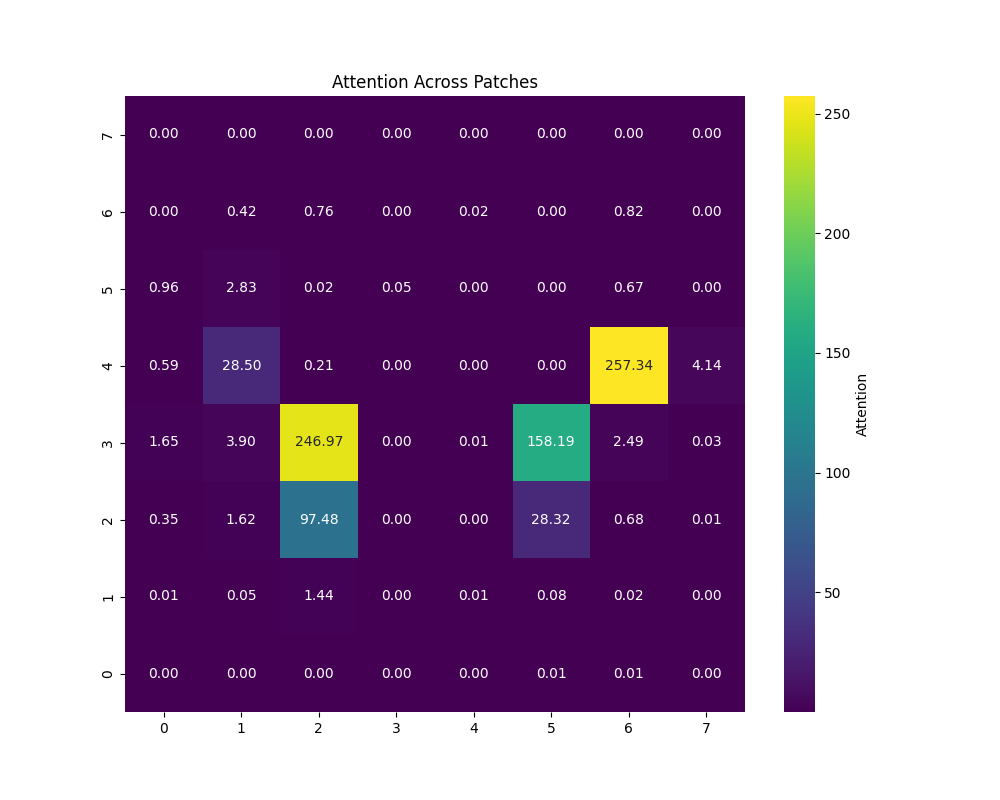 Attention Across Patches
7 0.00 0.00 0.00 0.00 0.00 0.00 0.00 0.00
6 0.00 0.42 0.76 0.00 0.02 0.00 0.82 0.00
5 0.96 2.83 0.02 0.05 0.00 0.00 0.67 0.00
4 0.59 28.50 0.21 0.00 0.00 0.00 257.34 4.14
3 1.65 3.90 246.97 0.00 0.01 158.19 2.49 0.03
2 0.35 1.62 97.48 0.00 0.00 28.32 0.68 0.01
1 0.01 0.05 1.44 0.00 0.01 0.08 0.02 0.00
0 0.00 0.00 0.00 0.00 0.00 0.01 0.01 0.00
0 1 2 3 4 5 6 7
250
200
150
100
50
Attention